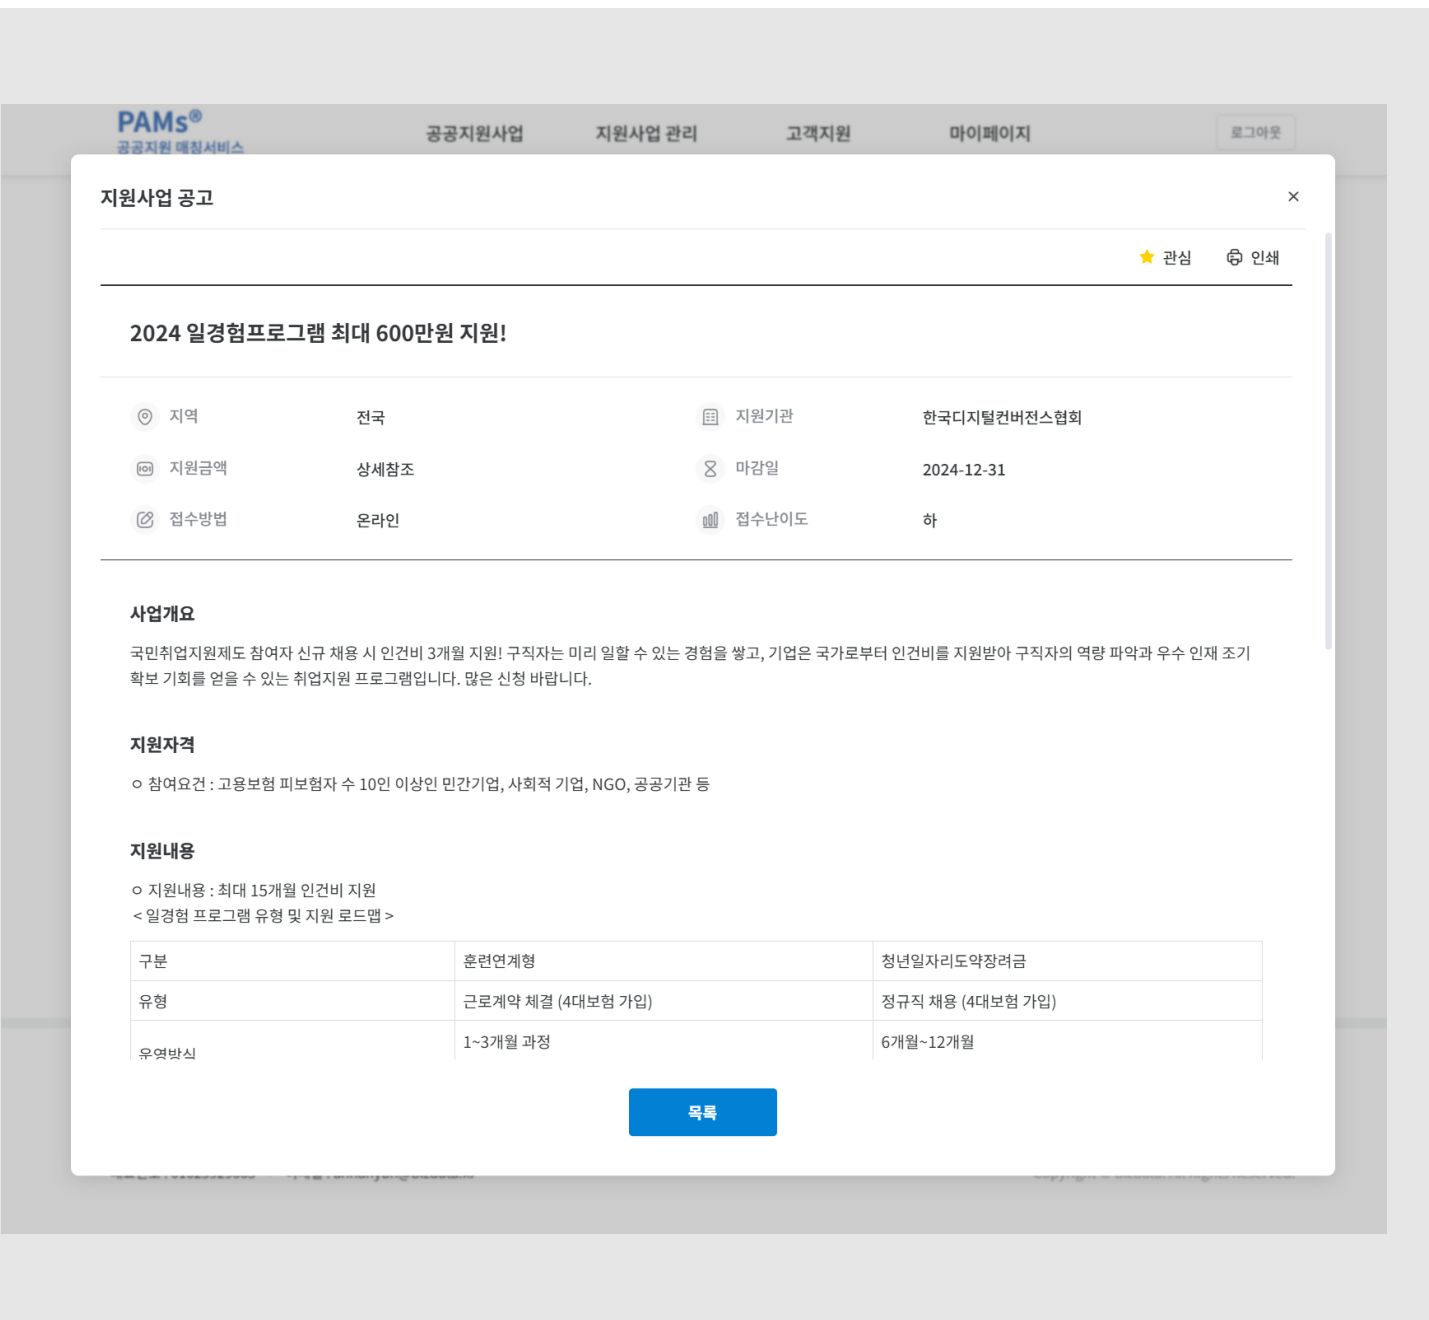 PAMs®
공공지원 매칭서비스
공공지원사업
지원사업 관리
고객지원
마이페이지
로그아웃
지원사업 공고
×
관심
인쇄
2024 일경험프로그램 최대 600만원 지원!
지역 전국
지원기관 한국디지털컨버전스협회
지원금액 상세참조
마감일 2024-12-31
접수방법 온라인
접수난이도 하
사업개요
국민취업지원제도 참여자 신규 채용 시 인건비 3개월 지원! 구직자는 미리 일할 수 있는 경험을 쌓고, 기업은 국가로부터 인건비를 지원받아 구직자의 역량 파악과 우수 인재 조기
확보 기회를 얻을 수 있는 취업지원 프로그램입니다. 많은 신청 바랍니다.
지원자격
ㅇ 참여요건 : 고용보험 피보험자 수 10인 이상인 민간기업, 사회적 기업, NGO, 공공기관 등
지원내용
ㅇ 지원내용 : 최대 15개월 인건비 지원
< 일경험 프로그램 유형 및 지원 로드맵 >
구분 훈련연계형 청년일자리도약장려금
유형 근로계약 체결 (4대보험 가입) 정규직 채용 (4대보험 가입)
운영방식 1~3개월 과정 6개월~12개월
목록